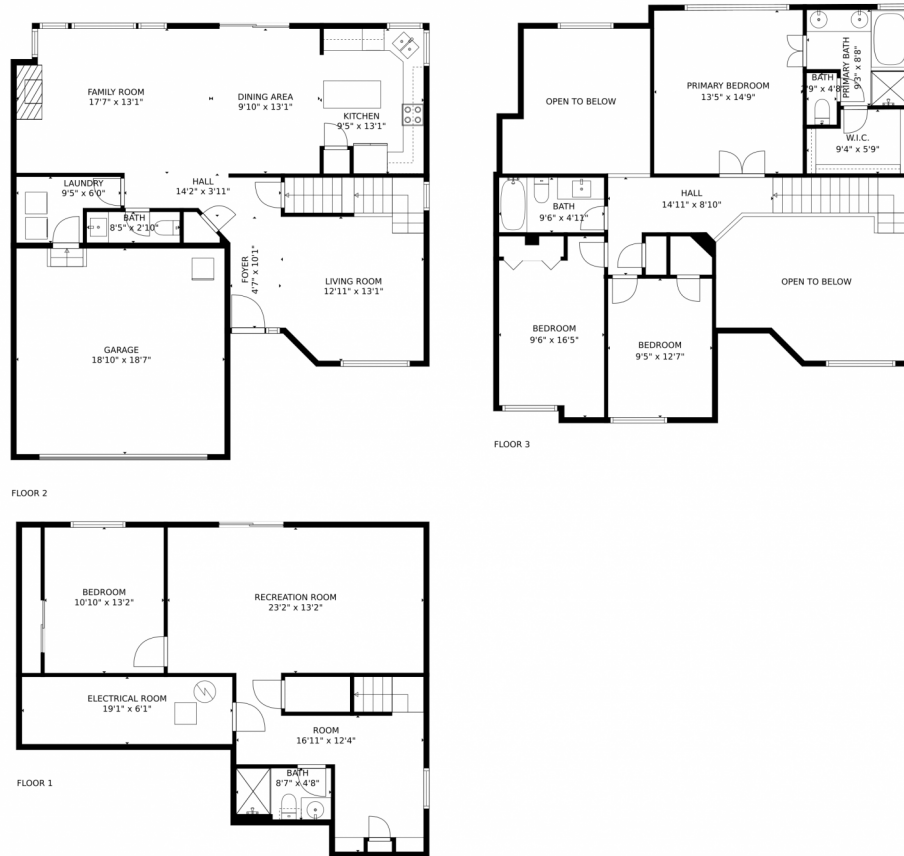 FAMILY ROOM
17'7" x 13'1"
DINING AREA
9'10" x 13'1"
KITCHEN
9'5" x 13'1"
LAUNDRY
9'5" x 6'0"
HALL
14'2" x 3'11"
BATH
8'5" x 2'10"
FOYER
4'7" x 10'1"
LIVING ROOM
12'11" x 13'1"
GARAGE
18'10" x 18'7"
FLOOR 2
OPEN TO BELOW
PRIMARY BEDROOM
13'5" x 14'9"
PRIMARY BATH
9'3" x 8'8"
BATH
W.I.C.
9'4" x 5'9"
BATH
9'6" x 4'11"
HALL
14'11" x 8'10"
OPEN TO BELOW
BEDROOM
9'6" x 16'5"
BEDROOM
9'5" x 12'7"
FLOOR 3
BEDROOM
10'10" x 13'2"
RECREATION ROOM
23'2" x 13'2"
ELECTRICAL ROOM
19'1" x 6'1"
ROOM
16'11" x 12'4"
BATH
8'7" x 4'8"
FLOOR 1